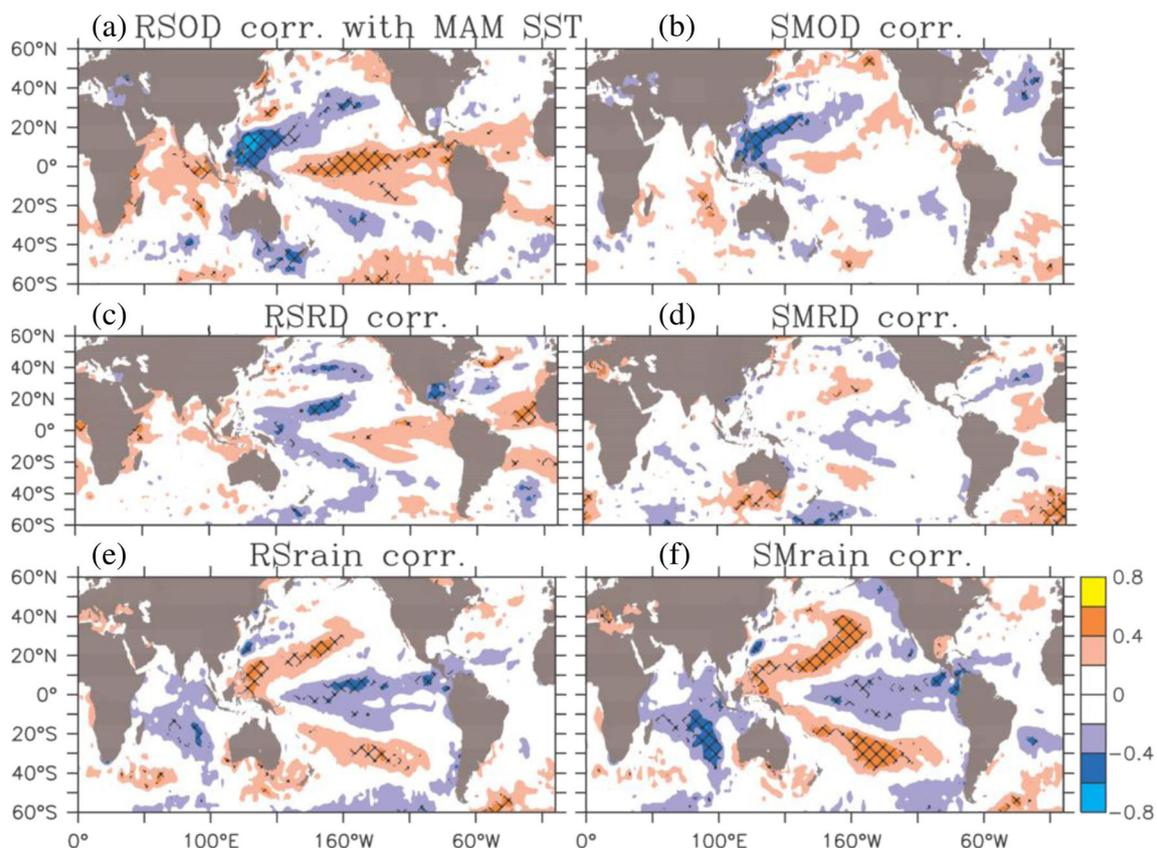 (a) RSOD corr. with MAM SST
(b) SMOD corr.
60°N
40°N
20°N
0°
20°S
40°S
60°S
(c) RSRD corr.
(d) SMRD corr.
60°N
40°N
20°N
0°
20°S
40°S
60°S
(e) RSrain corr.
(f) SMrain corr.
60°N
40°N
20°N
0°
20°S
40°S
60°S
0.8
0.4
0
−0.4
−0.8
0° 100°E 160°W 60°W
0° 100°E 160°W 60°W